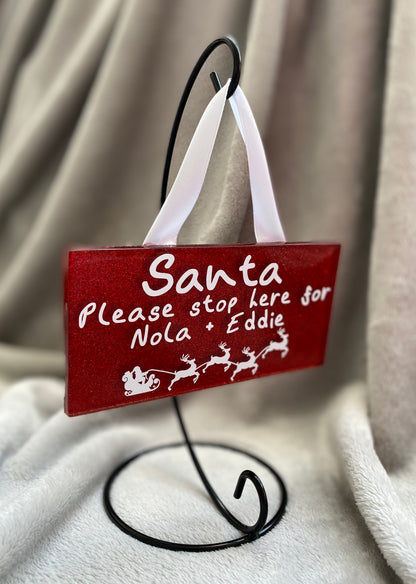 Santa
Please stop here for
Nola + Eddie